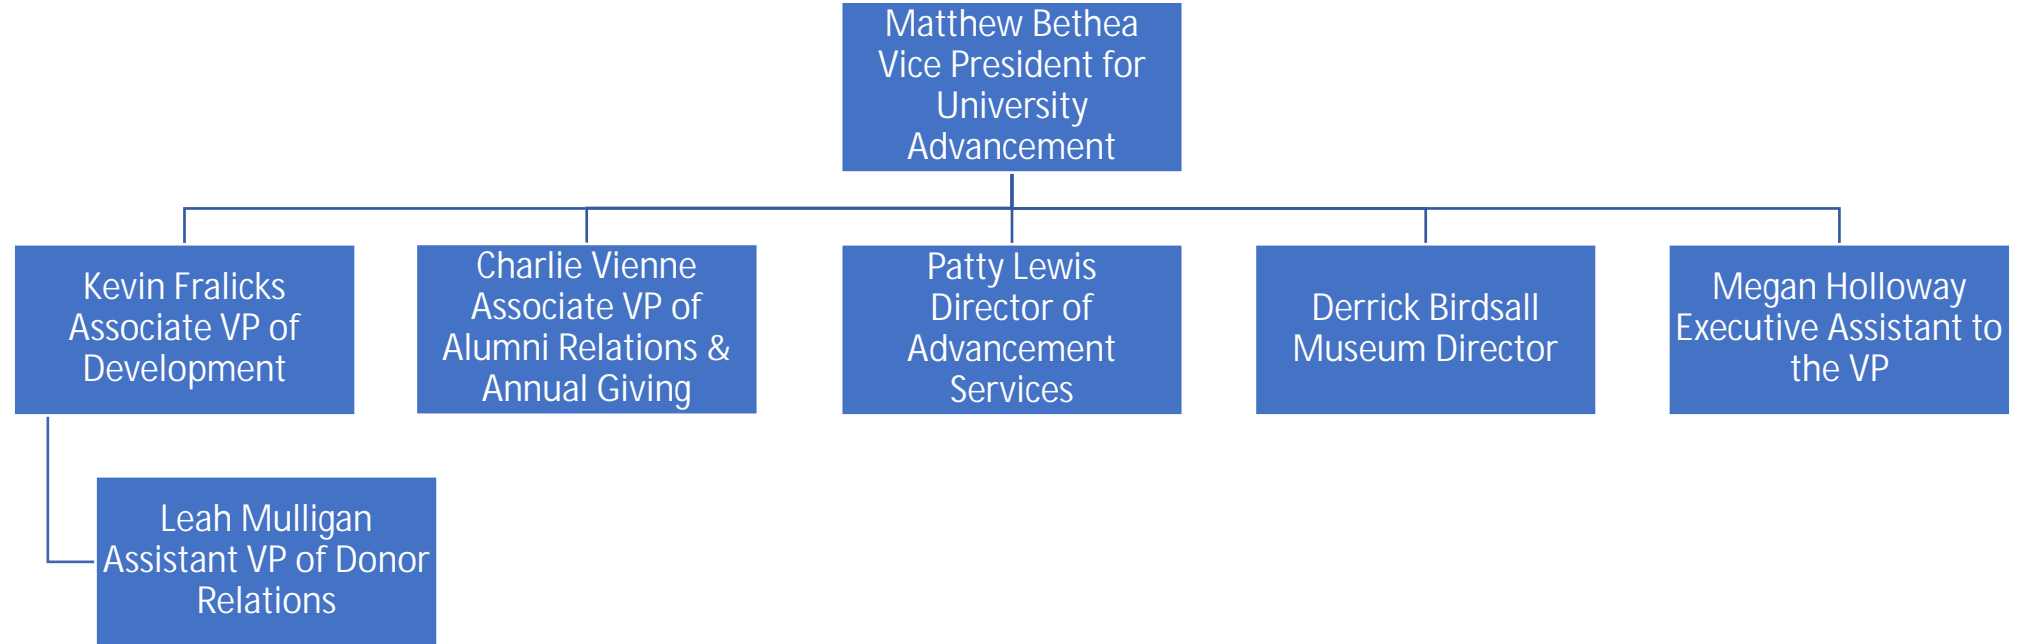 Matthew Bethea
Vice President for
University
Advancement
Kevin Fralicks
Associate VP of
Development
Charlie Vienne
Associate VP of
Alumni Relations &
Annual Giving
Patty Lewis
Director of
Advancement
Services
Derrick Birdsall
Museum Director
Megan Holloway
Executive Assistant to
the VP
Leah Mulligan
Assistant VP of Donor
Relations